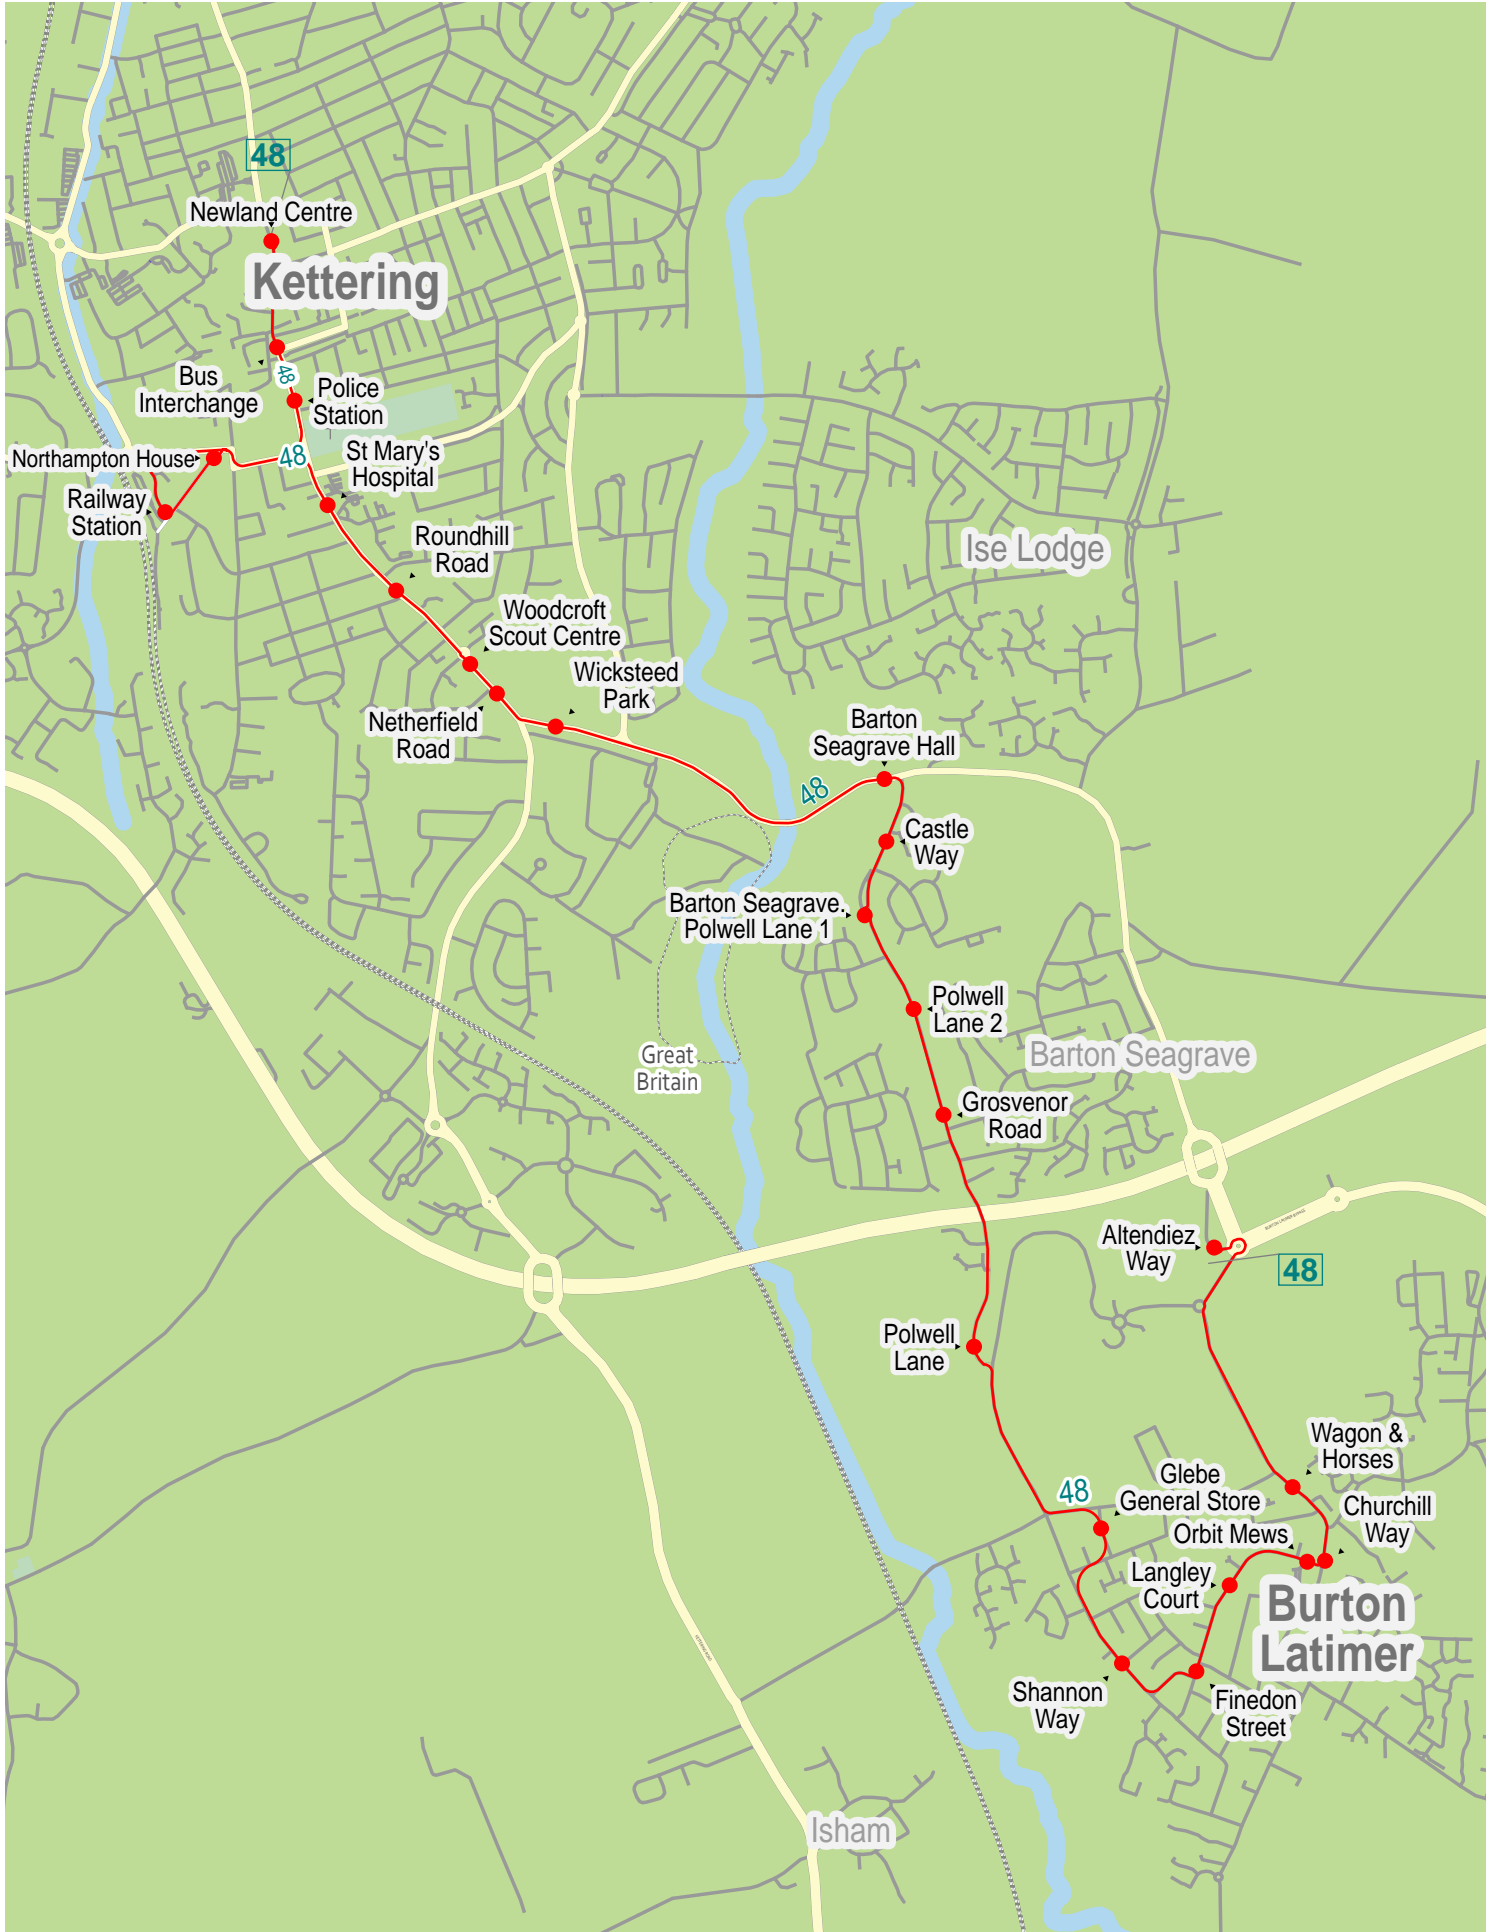 48
Newland Centre
Kettering
Bus
Interchange
48
Police
Station
Northampton House
48
St Mary's
Hospital
Railway
Station
Roundhill
Road
Ise Lodge
Woodcroft
Scout Centre
Wicksteed
Park
Netherfield
Road
Barton
Seagrave Hall
48
Castle
Way
Barton Seagrave.
Polwell Lane 1
Polwell
Lane 2
Great
Britain
Barton Seagrave
Grosvenor
Road
Altendiez
Way
48
Polwell
Lane
Wagon &
Horses
Glebe
General Store
48
Churchill
Way
Orbit Mews
Langley
Court
Burton
Latimer
Shannon
Way
Finedon
Street
Isham